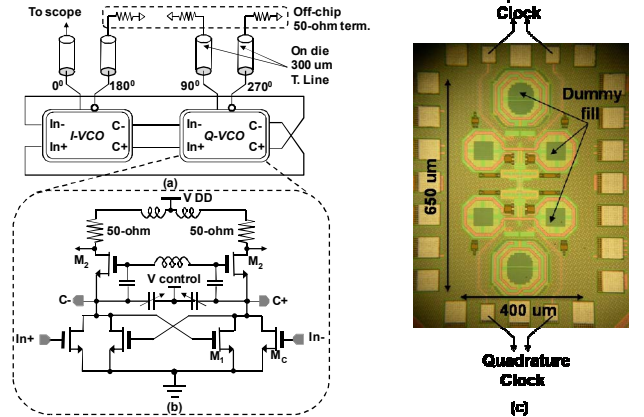 To scope
Off-chip
50-ohm term.
On die
300 um
T. Line
0⁰
180⁰
90⁰
270⁰
In-
C-
I-VCO
In+
C+
In-
C-
Q-VCO
In+
C+
(a)
V DD
50-ohm
50-ohm
M2
M2
V control
C-
C+
In+
In-
M1
MC
(b)
Clock
Dummy
fill
650 um
400 um
Quadrature
Clock
(c)